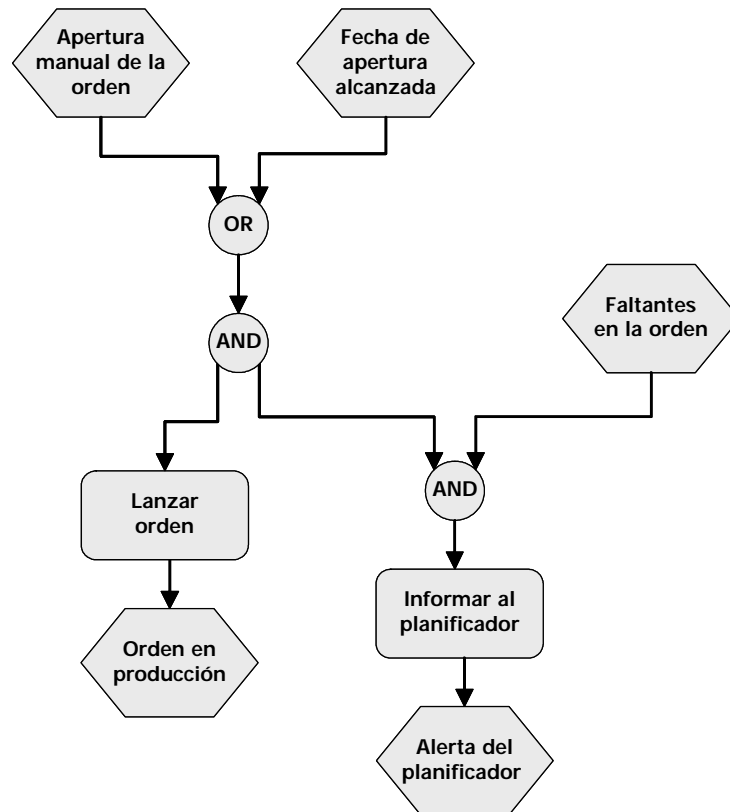 Apertura
manual de la
orden
Fecha de
apertura
alcanzada
OR
AND
Faltantes
en la orden
Lanzar
orden
AND
Informar al
planificador
Orden en
producción
Alerta del
planificador